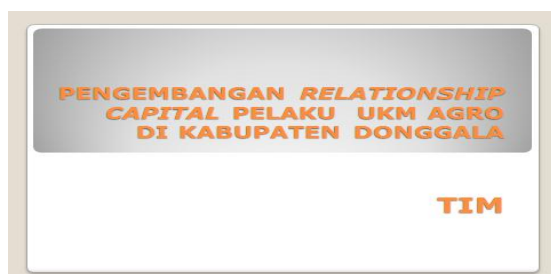 PENGEMBANGAN RELATIONSHIP
CAPITAL PELAKU UKM AGRO
DI KABUPATEN DONGGALA
TIM